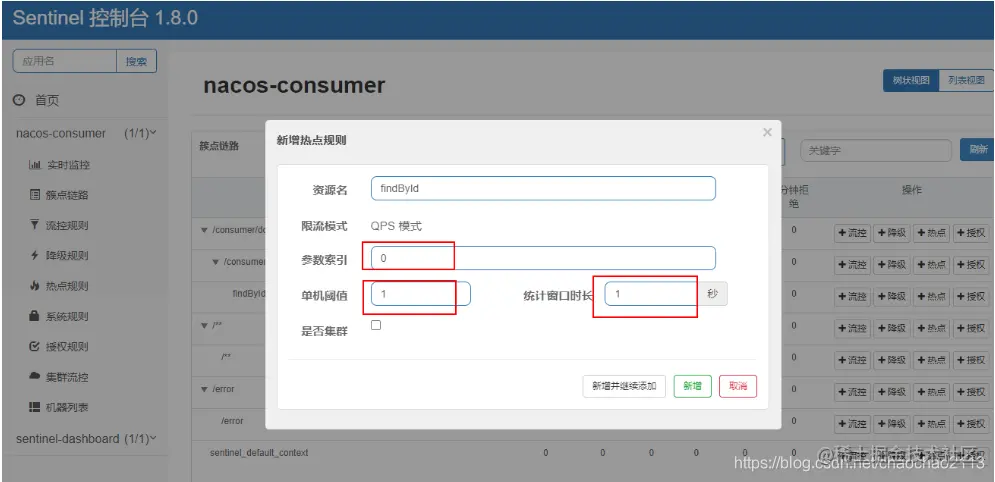 Sentinel 控制台 1.8.0
应用名
搜索
首页
nacos-consumer (1/1)
实时监控
簇点链路
流控规则
降级规则
热点规则
系统规则
授权规则
集群流控
机器列表
sentinel-dashboard (1/1)
nacos-consumer
树状视图
列表视图
簇点链路
关键字
刷新
分钟拒绝
操作
/consumer/dc
0
+流控 +降级 +热点 +授权
/consumer
0
+流控 +降级 +热点 +授权
findById
0
+流控 +降级 +热点 +授权
/**
0
+流控 +降级 +热点 +授权
/**
0
+流控 +降级 +热点 +授权
/error
0
+流控 +降级 +热点 +授权
/error
0
+流控 +降级 +热点 +授权
sentinel_default_context
0 0 0 0 0
新增热点规则
×
资源名
findById
限流模式
QPS 模式
参数索引
0
单机阈值
1
统计窗口时长
1
秒
是否集群
新增并继续添加
新增
取消
@稀土掘金技术社区
https://blog.csdn.net/chaochao2113